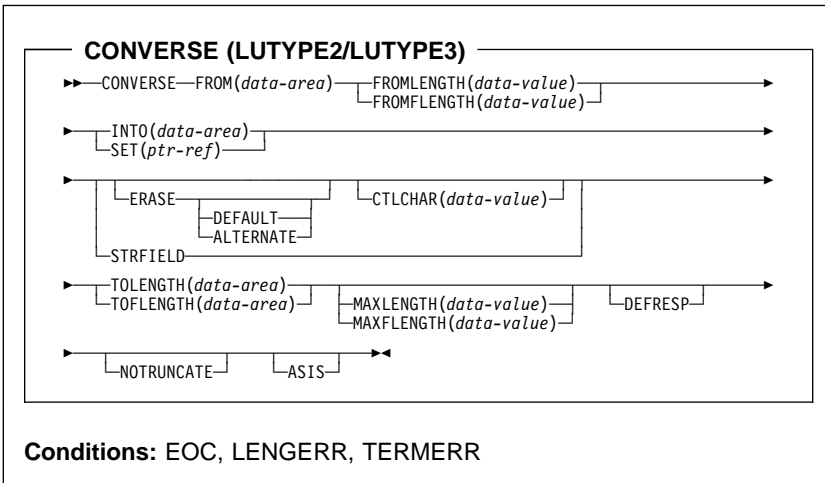 CONVERSE (LUTYPE2/LUTYPE3)
CONVERSE FROM(data-area) FROMLENGTH(data-value)
FROMFLENGTH(data-value)
INTO(data-area)
SET(ptr-ref)
ERASE CTLCHAR(data-value)
DEFAULT
ALTERNATE
STRFIELD
TOLENGTH(data-area)
TOFLENGTH(data-area) MAXLENGTH(data-value) DEFRESP
MAXFLENGTH(data-value)
NOTRUNCATE ASIS
Conditions: EOC, LENGERR, TERMERR